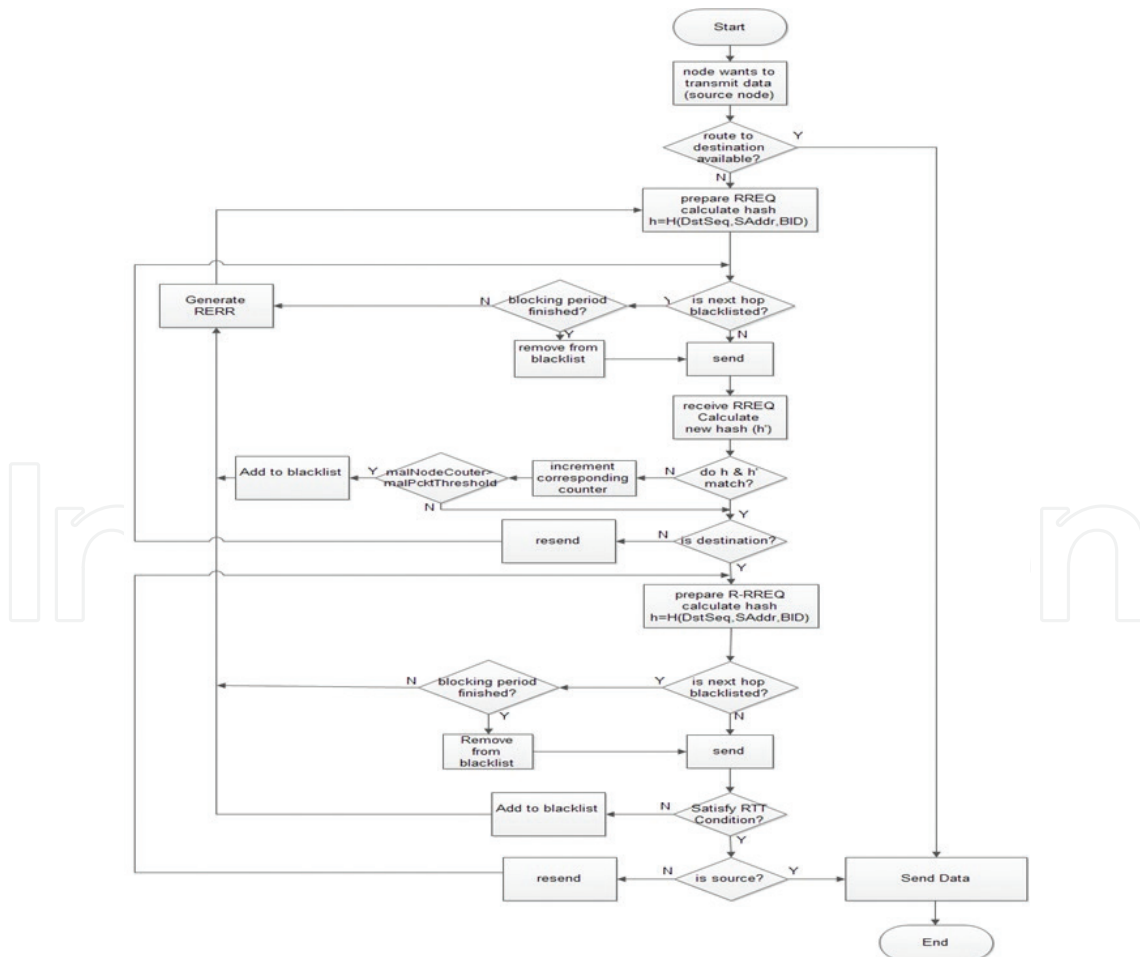 Start
node wants to
transmit data
(source node)
route to
destination
available?
Y
N
prepare RREQ
calculate hash
h=H(DstSeq,SAddr,BID)
Generate
RERR
N
blocking period
finished?
is next hop
blacklisted?
Y
N
remove from
blacklist
send
receive RREQ
Calculate
new hash (h')
Add to blacklist
Y
malNodeCouter>
malPcktThreshold
increment
corresponding
counter
N
do h & h'
match?
N
Y
resend
N
is destination?
Y
prepare R-RREQ
calculate hash
h=H(DstSeq,SAddr,BID)
N
blocking period
finished?
Y
is next hop
blacklisted?
Y
N
Remove
from
blacklist
send
Add to blacklist
N
Satisfy RTT
Condition?
Y
resend
N
is source?
Y
Send Data
End